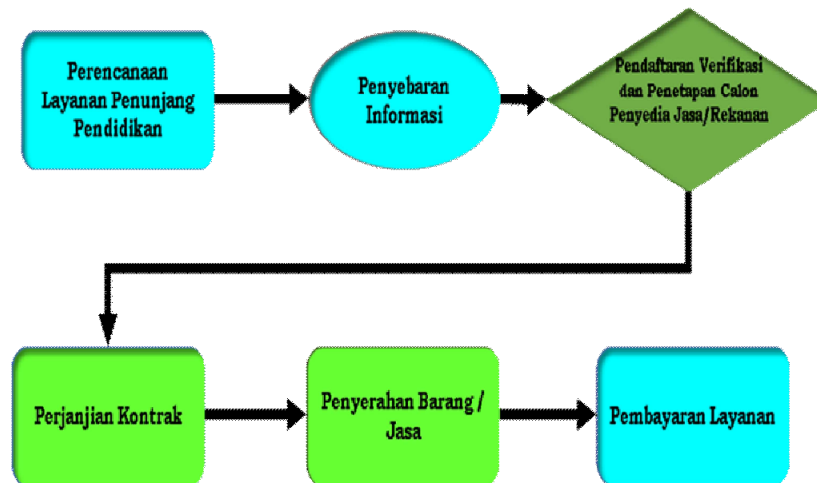 Perencanaan
Layanan Penunjang
Pendidikan
Penyebaran
Informasi
Pendaftaran Verifikasi
dan Penetapan Calon
Penyedia Jasa/Rekanan
Perjanjian Kontrak
Penyerahan Barang /
Jasa
Pembayaran Layanan